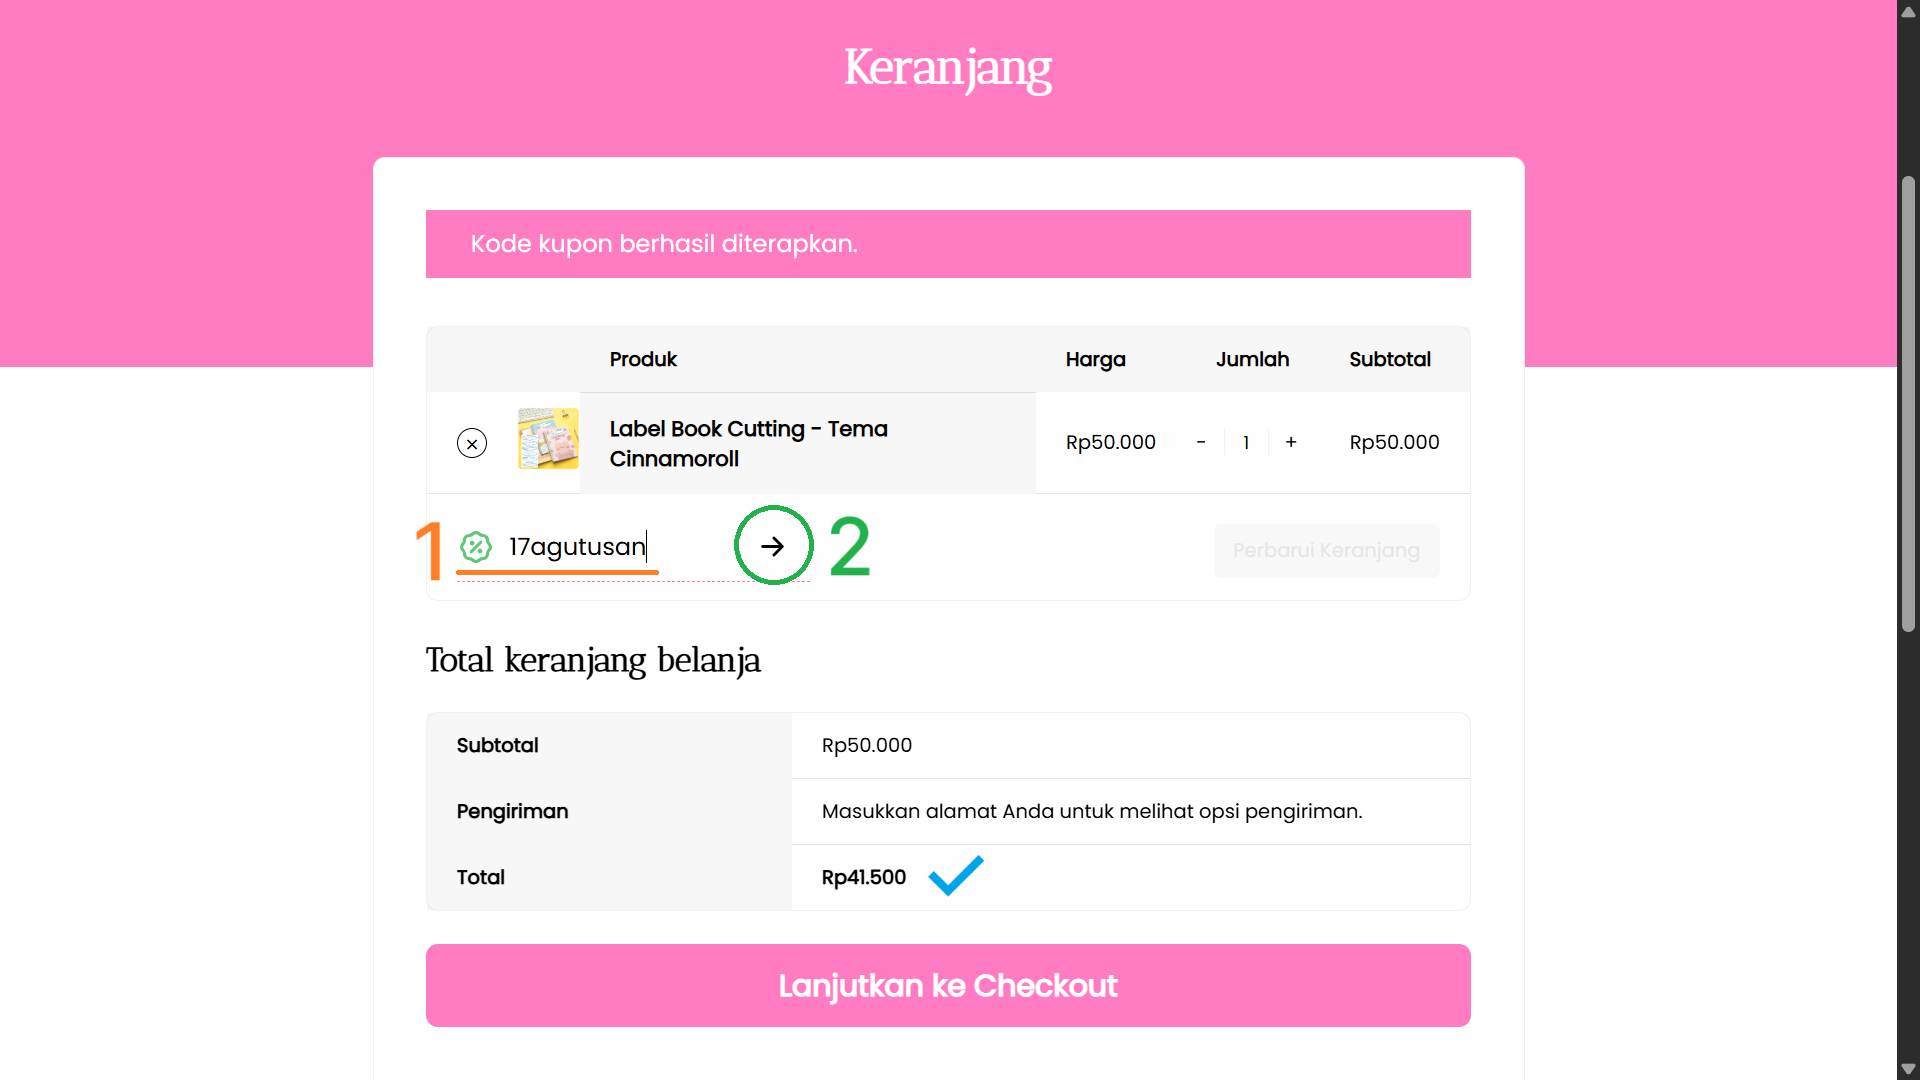 Keranjang
Kode kupon berhasil diterapkan.
Produk Harga Jumlah Subtotal
Label Book Cutting - Tema
Cinnamoroll
Rp50.000 - 1 + Rp50.000
1 17agutusan 2 Perbarui Keranjang
Total keranjang belanja
Subtotal Rp50.000
Pengiriman Masukkan alamat Anda untuk melihat opsi pengiriman.
Total Rp41.500
Lanjutkan ke Checkout